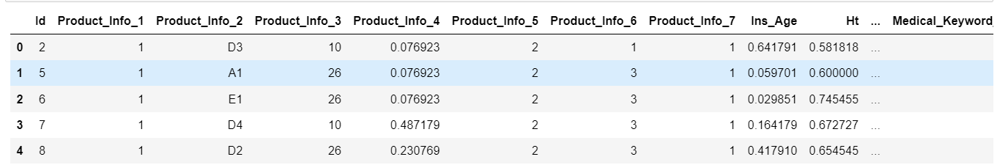 Id Product_Info_1 Product_Info_2 Product_Info_3 Product_Info_4 Product_Info_5 Product_Info_6 Product_Info_7 Ins_Age Ht ... Medical_Keyword_
0 2 1 D3 10 0.076923 2 1 1 0.641791 0.581818 ...
1 5 1 A1 26 0.076923 2 3 1 0.059701 0.600000 ...
2 6 1 E1 26 0.076923 2 3 1 0.029851 0.745455 ...
3 7 1 D4 10 0.487179 2 3 1 0.164179 0.672727 ...
4 8 1 D2 26 0.230769 2 3 1 0.417910 0.654545 ...